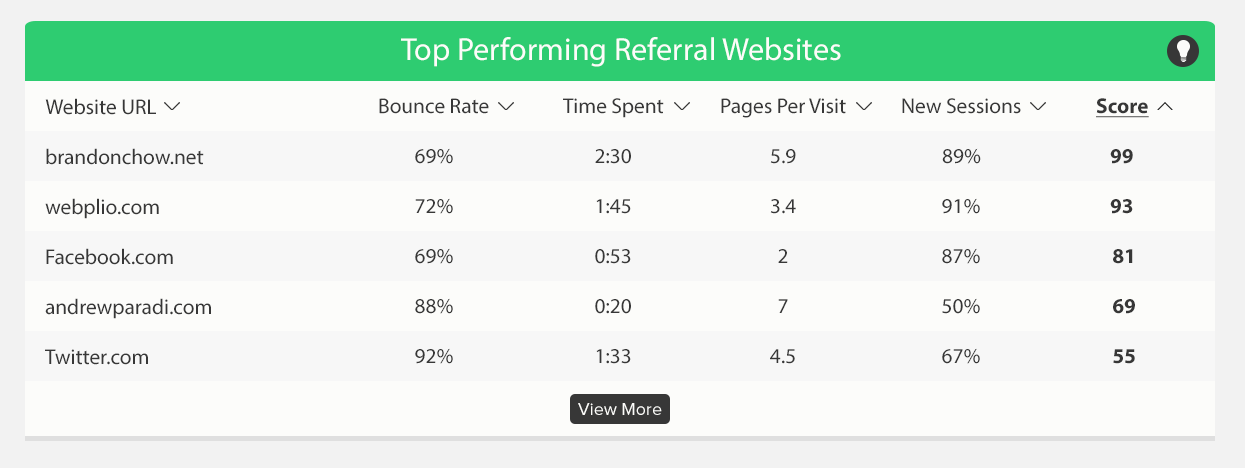 Top Performing Referral Websites
Website URL Bounce Rate Time Spent Pages Per Visit New Sessions Score
brandonchow.net 69% 2:30 5.9 89% 99
webplio.com 72% 1:45 3.4 91% 93
Facebook.com 69% 0:53 2 87% 81
andrewparadi.com 88% 0:20 7 50% 69
Twitter.com 92% 1:33 4.5 67% 55
View More